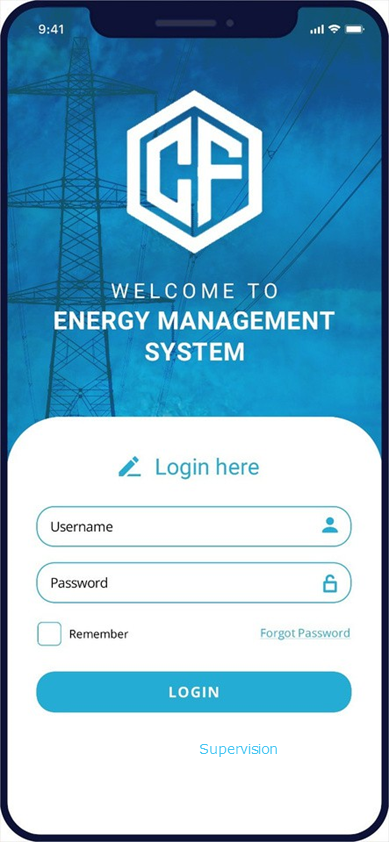 9:41
CF
WELCOME TO
ENERGY MANAGEMENT
SYSTEM
Login here
Username
Password
Remember
Forgot Password
LOGIN
Supervision